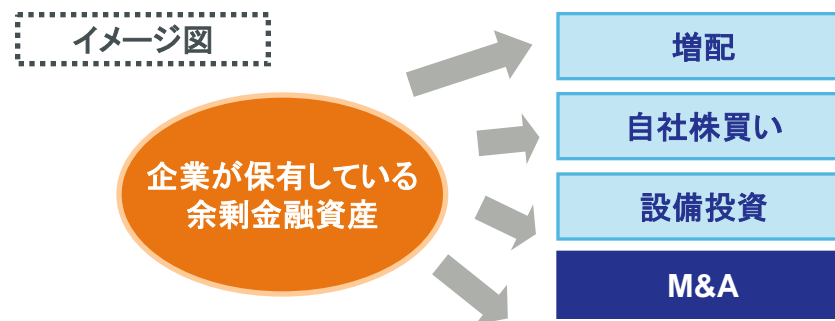 イメージ図
企業が保有している
余剰金融資産
増配
自社株買い
設備投資
M&A